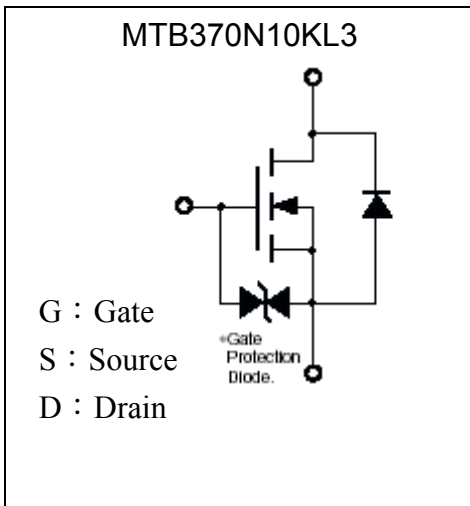 MTB370N10KL3
G：Gate
S：Source
D：Drain
*Gate
Protection
Diode.